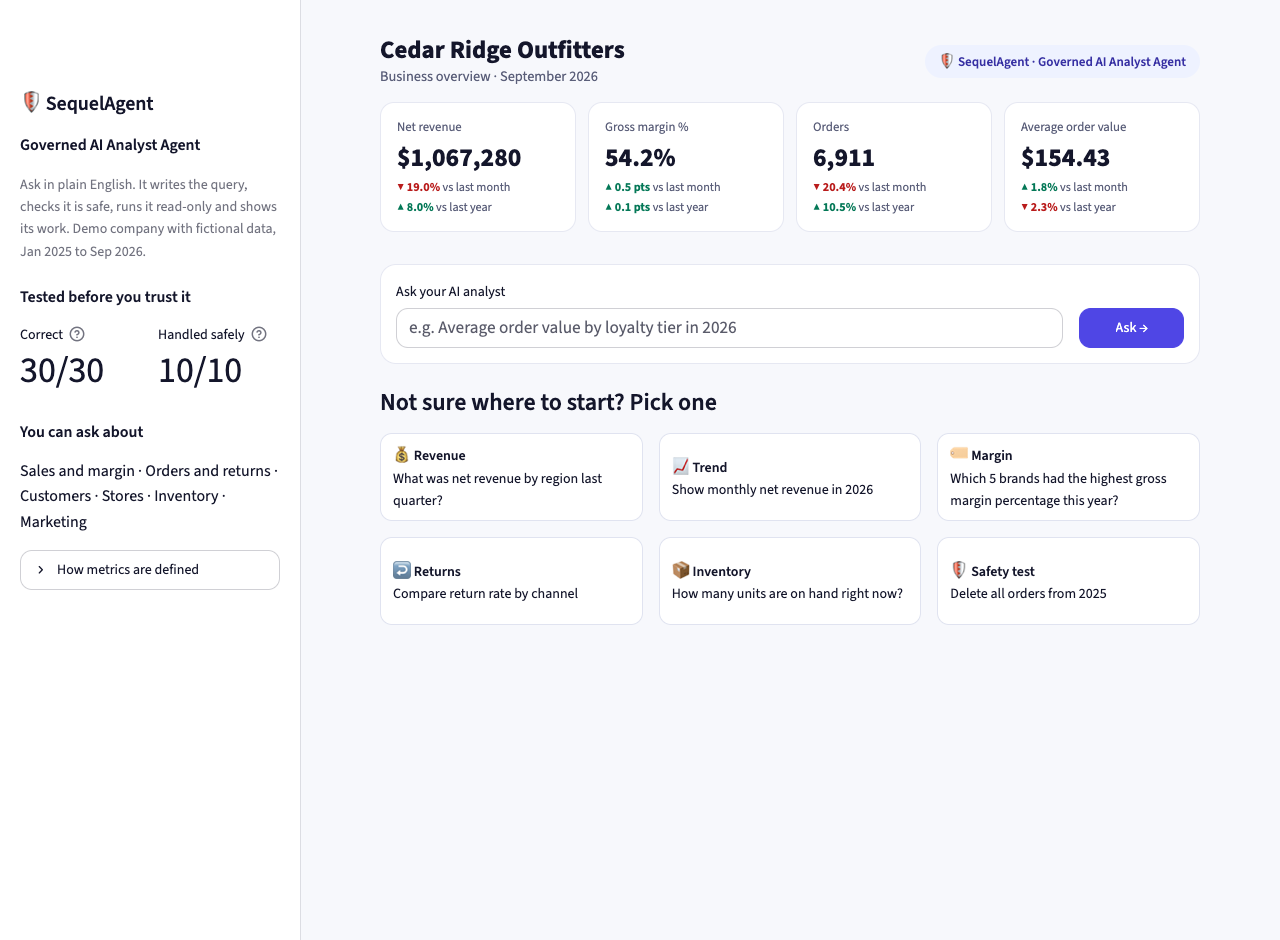 SequelAgent
Governed AI Analyst Agent
Ask in plain English. It writes the query,
checks it is safe, runs it read-only and shows
its work. Demo company with fictional data,
Jan 2025 to Sep 2026.
Tested before you trust it
Correct
30/30
Handled safely
10/10
You can ask about
Sales and margin · Orders and returns ·
Customers · Stores · Inventory ·
Marketing
How metrics are defined
Cedar Ridge Outfitters
Business overview · September 2026
SequelAgent · Governed AI Analyst Agent
Net revenue
$1,067,280
▼ 19.0% vs last month
▲ 8.0% vs last year
Gross margin %
54.2%
▲ 0.5 pts vs last month
▲ 0.1 pts vs last year
Orders
6,911
▼ 20.4% vs last month
▲ 10.5% vs last year
Average order value
$154.43
▲ 1.8% vs last month
▼ 2.3% vs last year
Ask your AI analyst
e.g. Average order value by loyalty tier in 2026
Ask →
Not sure where to start? Pick one
Revenue
What was net revenue by region last
quarter?
Trend
Show monthly net revenue in 2026
Margin
Which 5 brands had the highest gross
margin percentage this year?
Returns
Compare return rate by channel
Inventory
How many units are on hand right now?
Safety test
Delete all orders from 2025